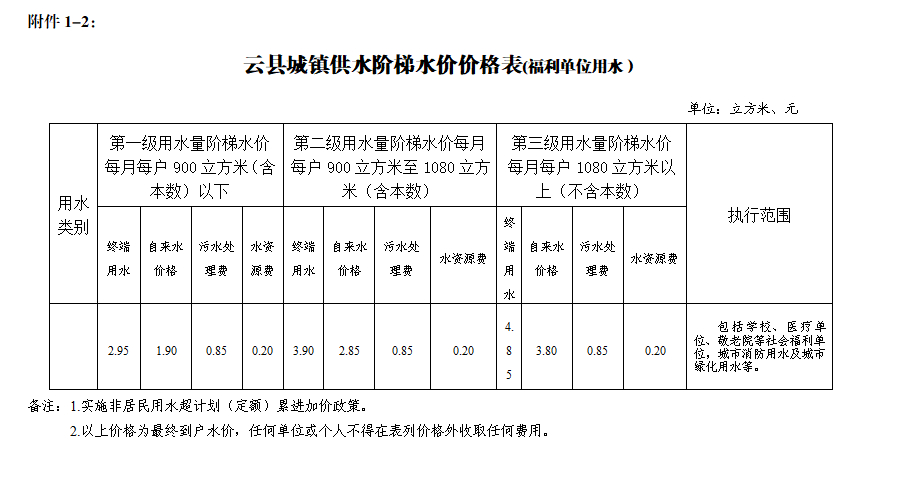 附件 1-2：
云县城镇供水阶梯水价价格表(福利单位用水 )
单位：立方米、元
用水
类别
第一级用水量阶梯水价
每月每户 900 立方米（含
本数）以下
第二级用水量阶梯水价每月
每户 900 立方米至 1080 立方
米（含本数）
第三级用水量阶梯水价
每月每户 1080 立方米以
上（不含本数）
执行范围
终端
用水
自来水
价格
污水处
理费
水资
源费
终端
用水
自来水
价格
污水处
理费
水资源费
终
端
用
水
自来水
价格
污水处
理费
水资源费
2.95
1.90
0.85
0.20
3.90
2.85
0.85
0.20
4.
8
5
3.80
0.85
0.20
包括学校、医疗单
位、敬老院等社会福利单
位，城市消防用水及城市
绿化用水等。
备注：1.实施非居民用水超计划（定额）累进加价政策。
2.以上价格为最终到户水价，任何单位或个人不得在表列价格外收取任何费用。